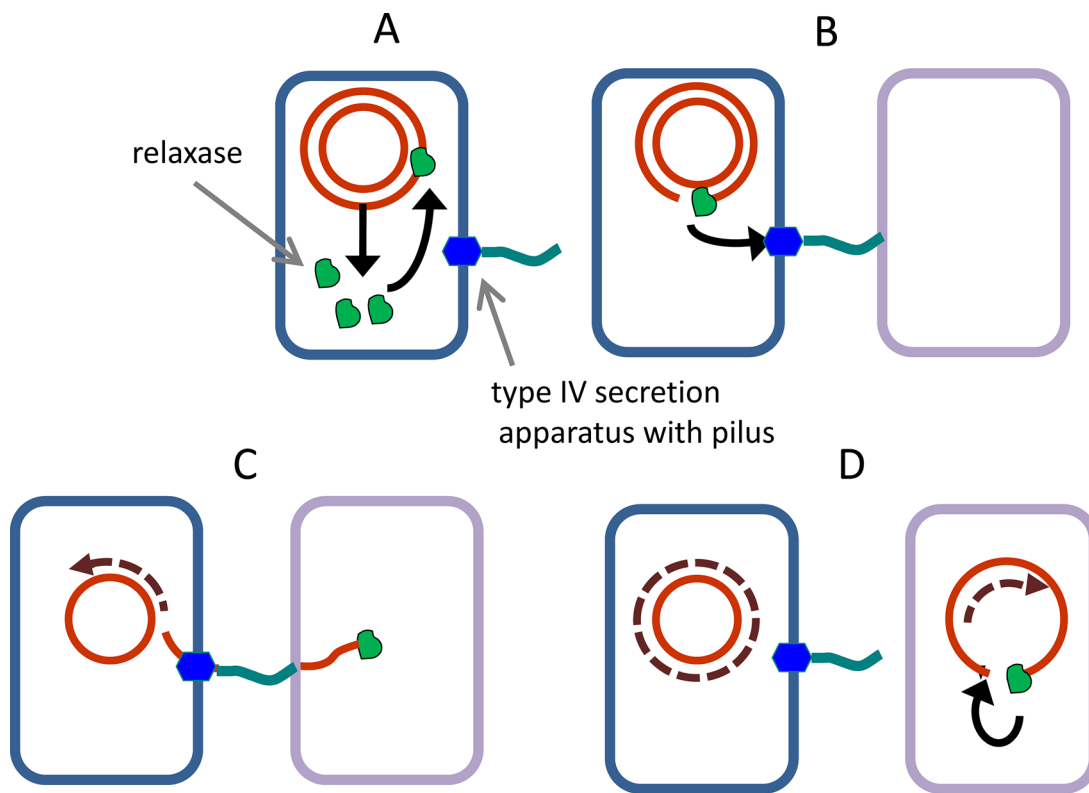 A
B
relaxase
type IV secretion
apparatus with pilus
C
D